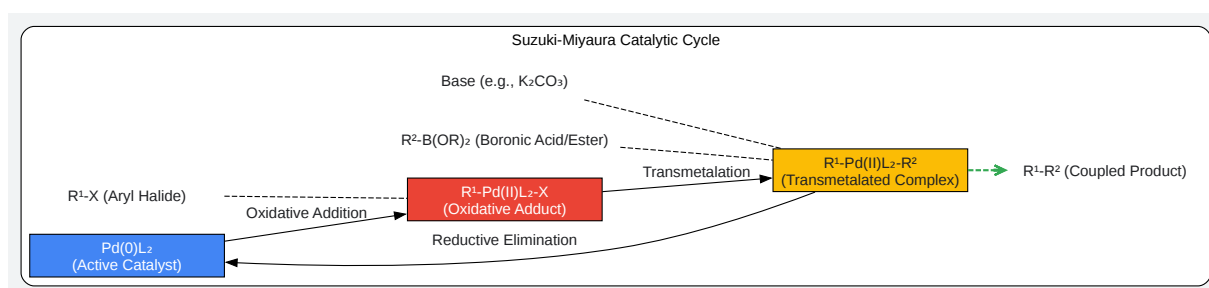 Suzuki-Miyaura Catalytic Cycle
Base (e.g., K₂CO₃)
R²-B(OR)₂ (Boronic Acid/Ester)
R¹-Pd(II)L₂-R²
(Transmetalated Complex)
R¹-R² (Coupled Product)
Transmetalation
R¹-X (Aryl Halide)
R¹-Pd(II)L₂-X
(Oxidative Adduct)
Oxidative Addition
Reductive Elimination
Pd(0)L₂
(Active Catalyst)